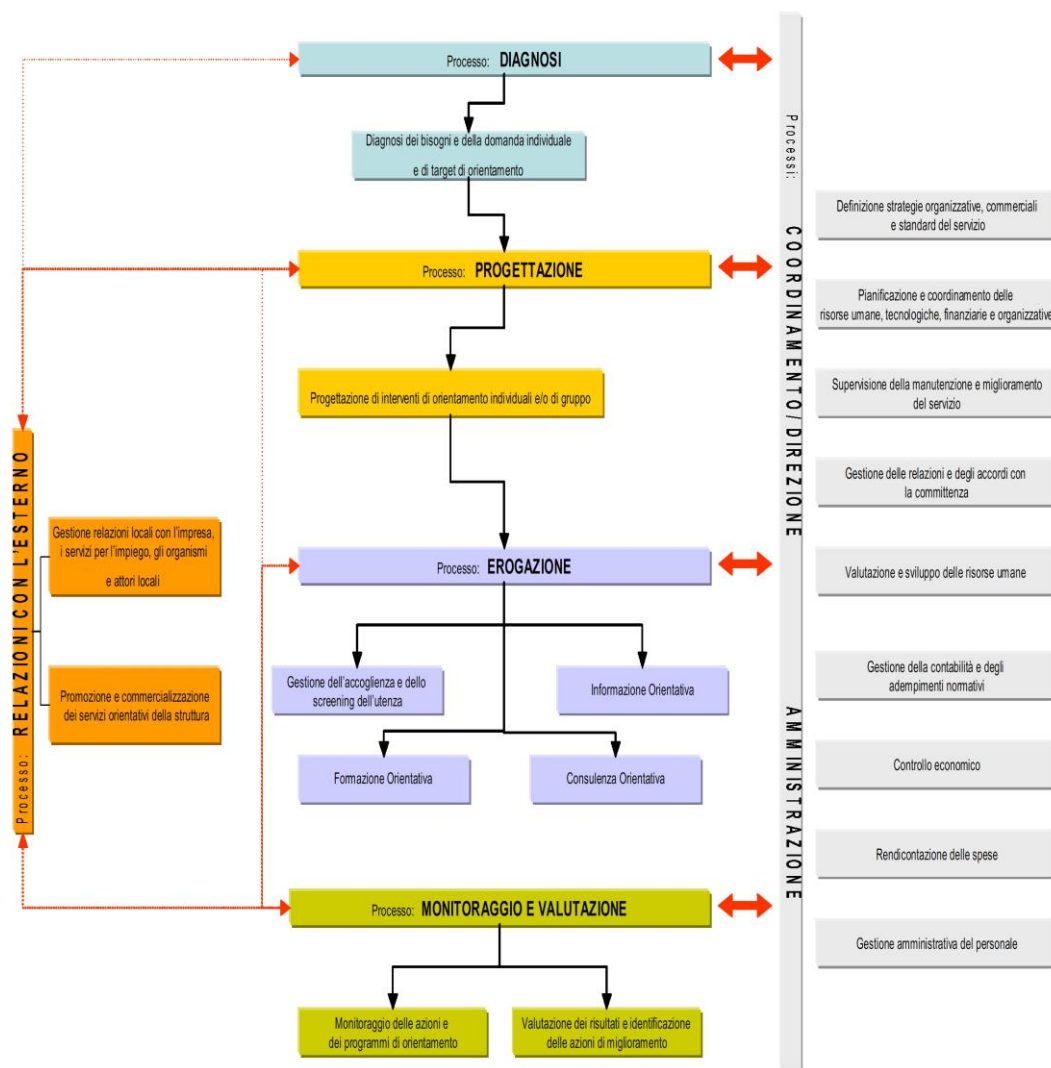 Processo: DIAGNOSI
Diagnosi dei bisogni e della domanda individuale
e di target di orientamento
Processo: PROGETTAZIONE
Progettazione di interventi di orientamento individuali e/o di gruppo
Processo: EROGAZIONE
Gestione dell'accoglienza e dello
screening dell'utenza
Informazione Orientativa
Formazione Orientativa
Consulenza Orientativa
Processo: MONITORAGGIO E VALUTAZIONE
Monitoraggio delle azioni e
dei programmi di orientamento
Valutazione dei risultati e identificazione
delle azioni di miglioramento
Processo: RELAZIONI CON L'ESTERNO
Gestione relazioni locali con l'impresa,
i servizi per l'impiego, gli organismi
e attori locali
Promozione e commercializzazione
dei servizi orientativi della struttura
Processi: COORDINAMENTO/DIREZIONE AMMINISTRAZIONE
Definizione strategie organizzative, commerciali
e standard del servizio
Pianificazione e coordinamento delle
risorse umane, tecnologiche, finanziarie e organizzative
Supervisione della manutenzione e miglioramento
del servizio
Gestione delle relazioni e degli accordi con
la committenza
Valutazione e sviluppo delle risorse umane
Gestione della contabilità e degli
adempimenti normativi
Controllo economico
Rendicontazione delle spese
Gestione amministrativa del personale